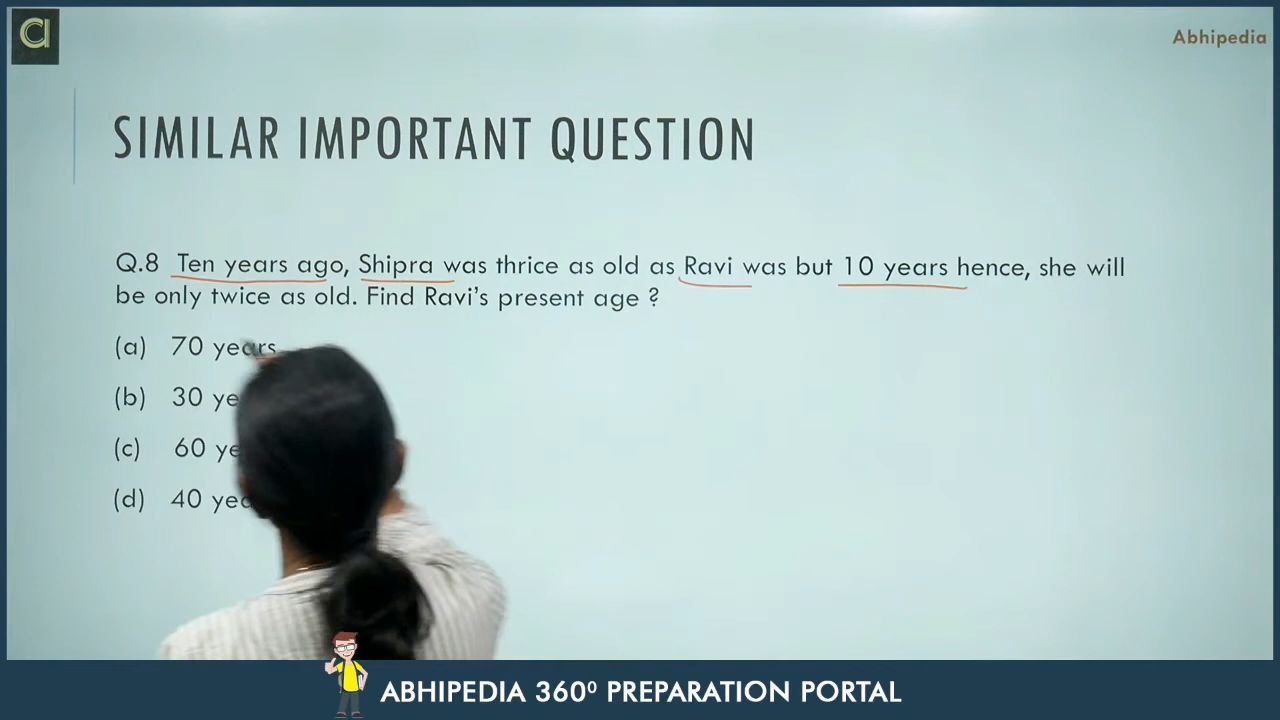 Abhipedia
SIMILAR IMPORTANT QUESTION
Q.8 Ten years ago, Shipra was thrice as old as Ravi was but 10 years hence, she will
be only twice as old. Find Ravi's present age ?
(a) 70 years
(b) 30
(c) 60
(d) 40
ABHIPEDIA 360⁰ PREPARATION PORTAL